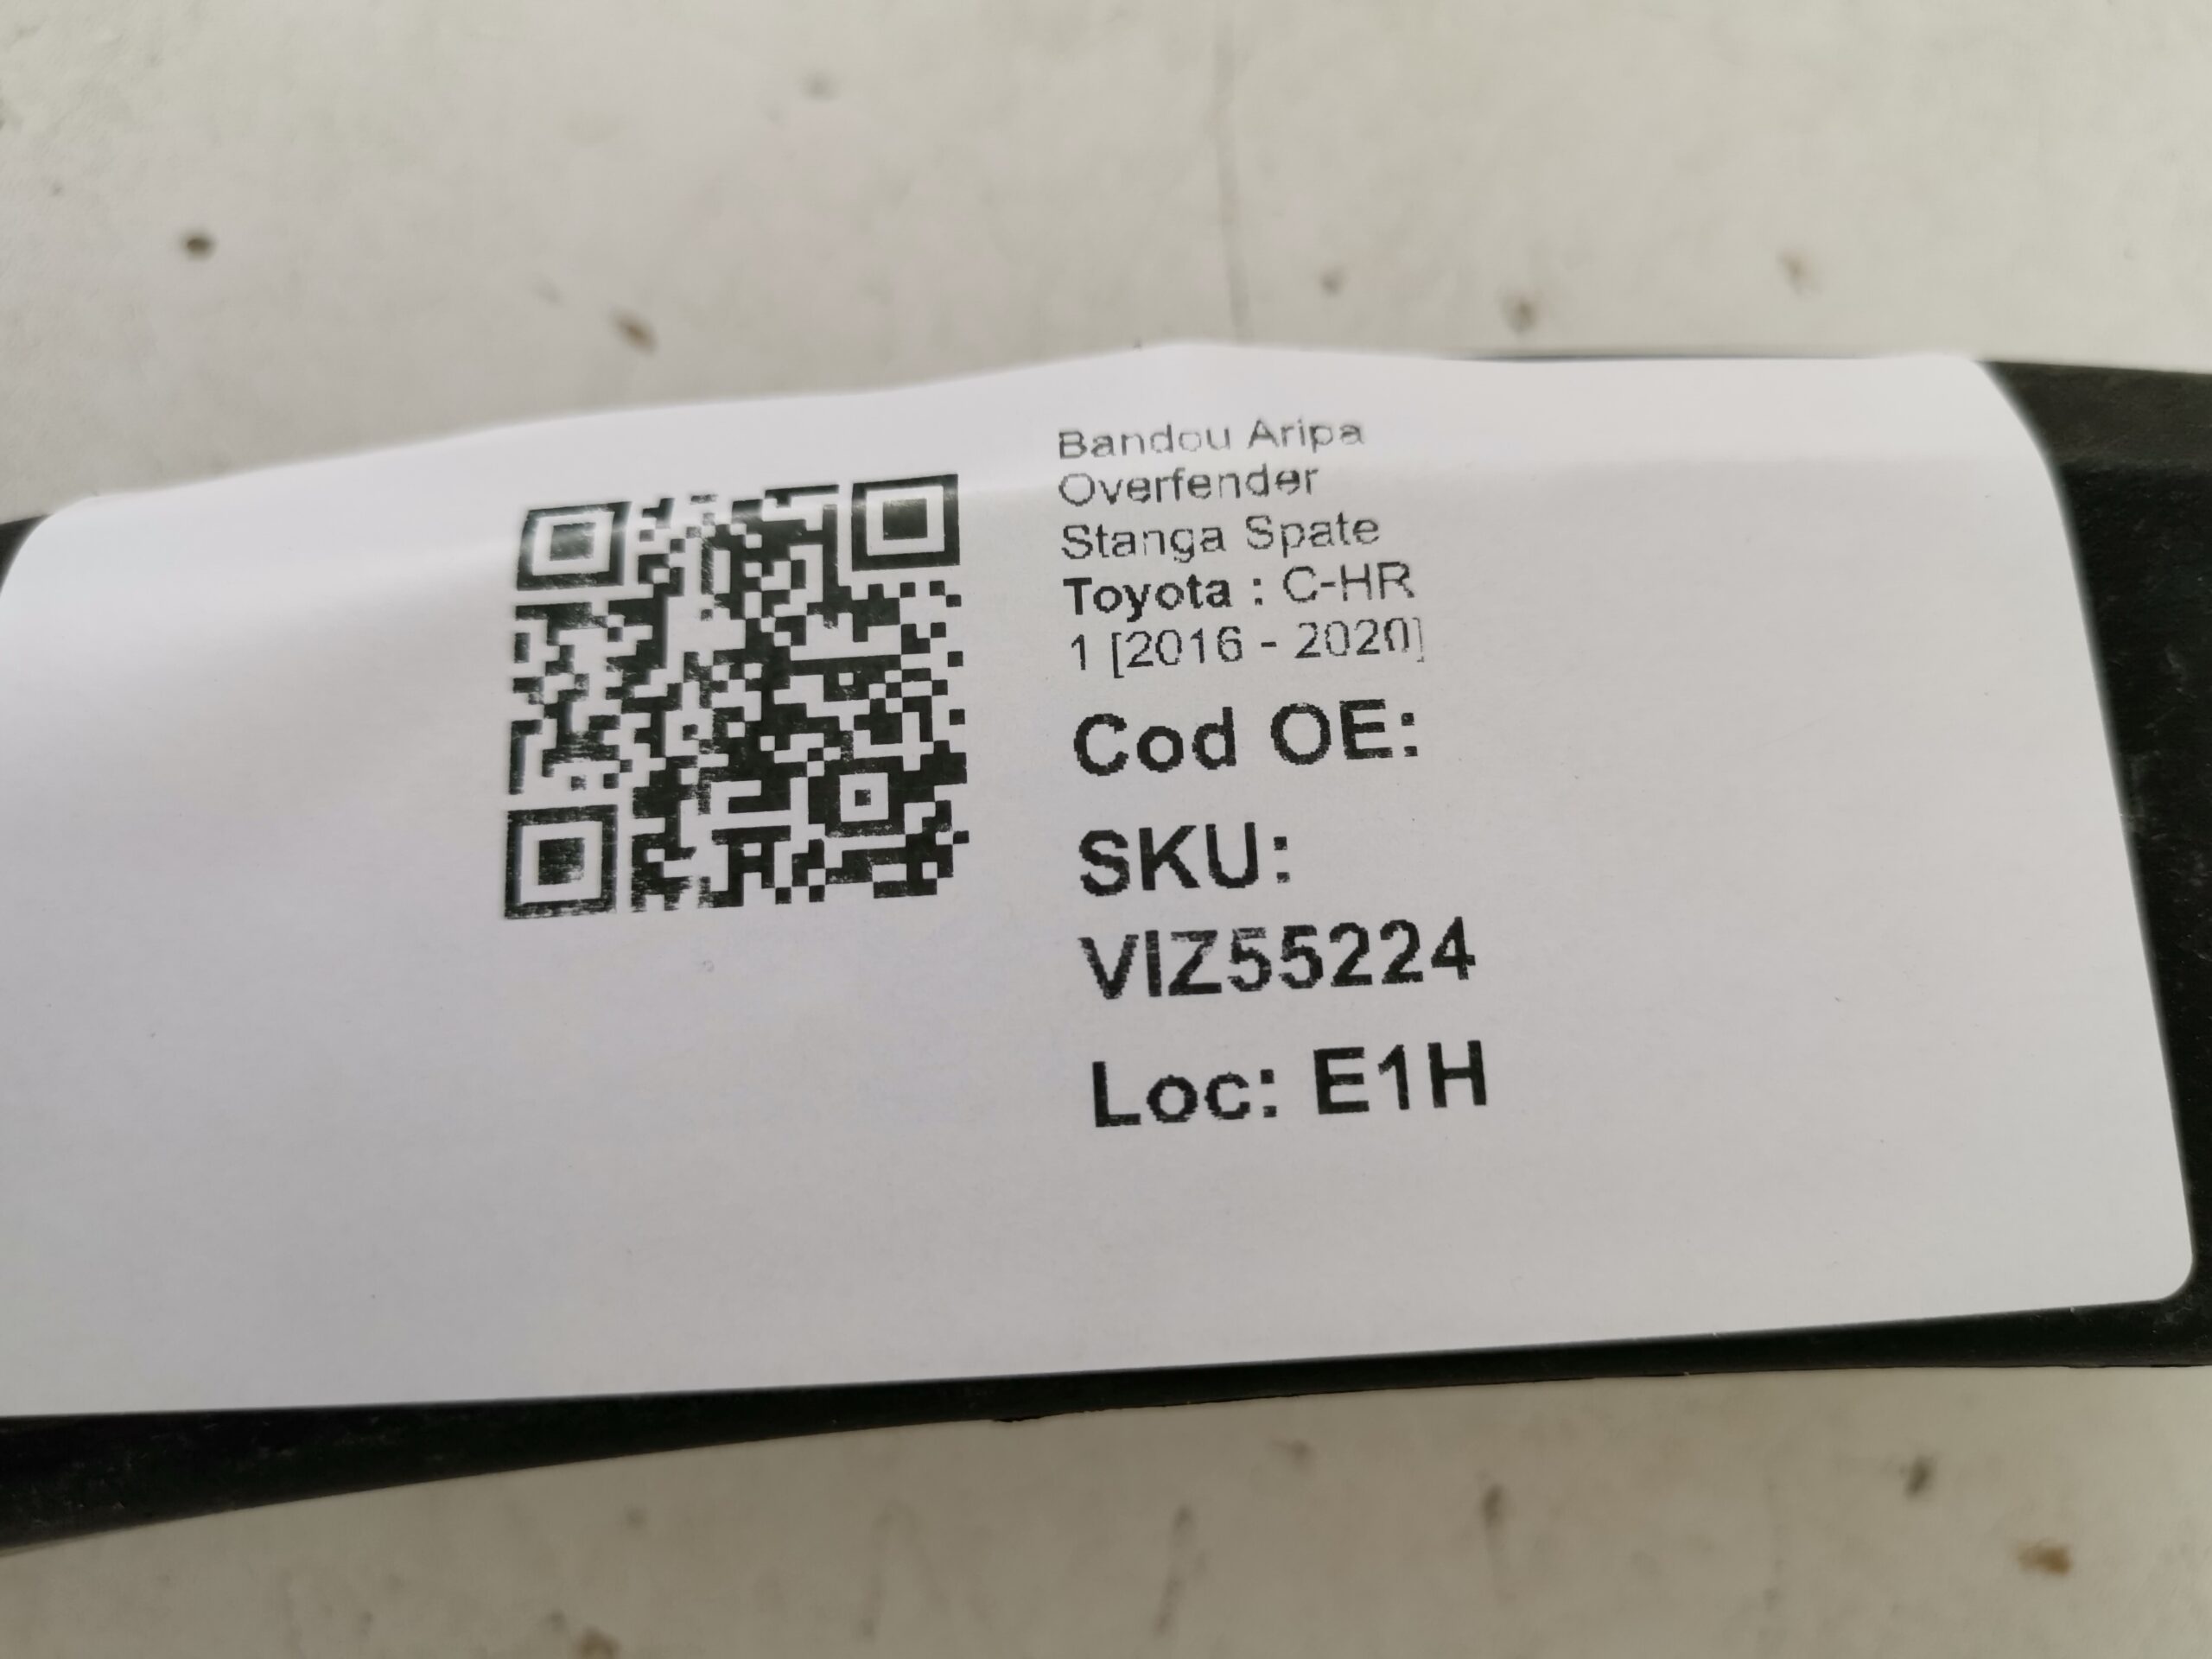 Bandou Aripa
Overfender
Stanga Spate
Toyota : C-HR
1 [2016 - 2020]
Cod OE:
SKU:
VIZ55224
Loc: E1H